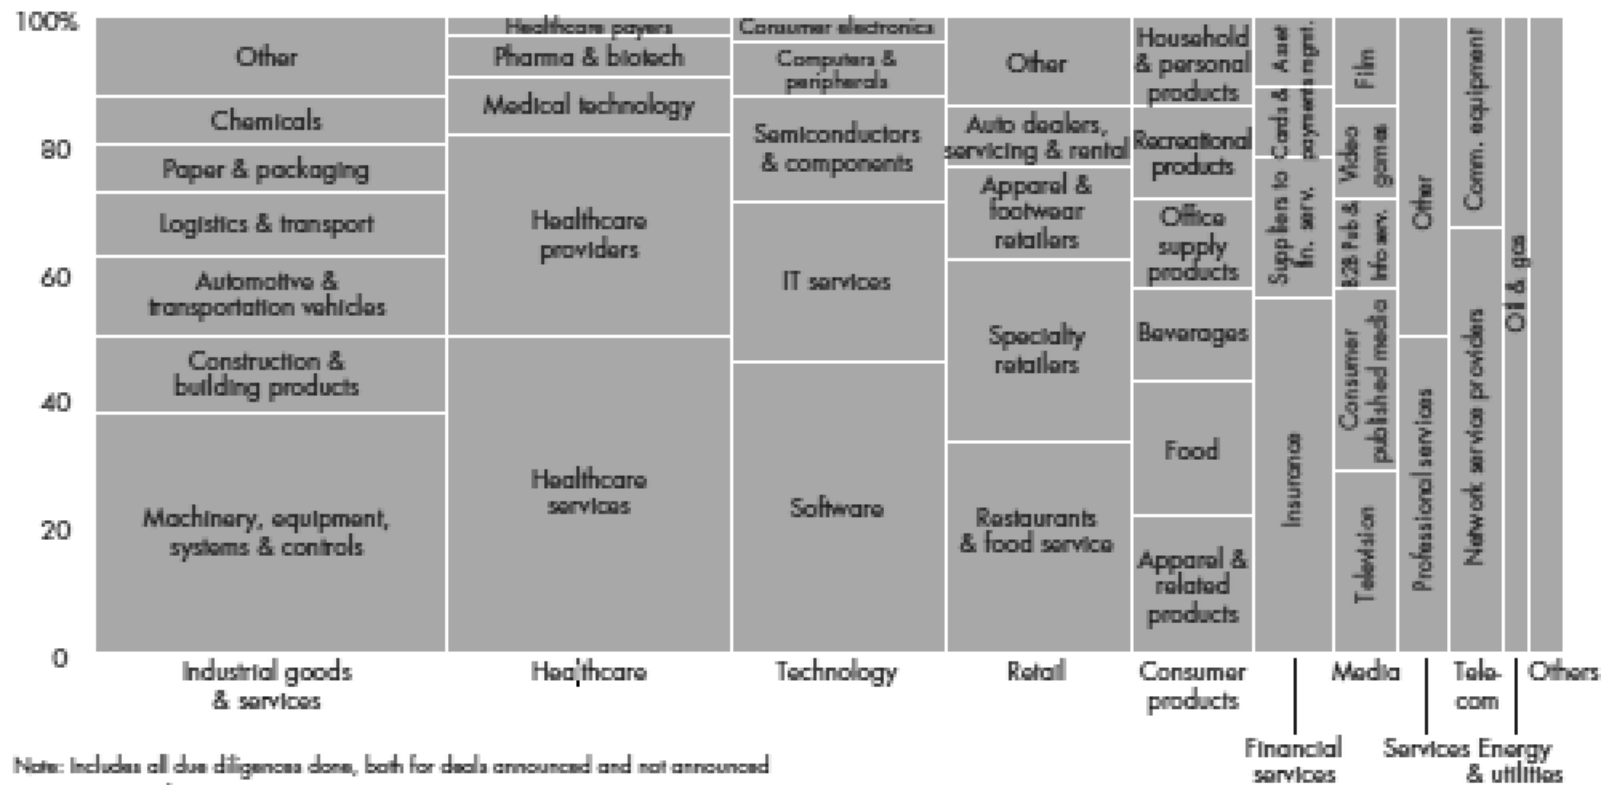 100%
80
60
40
20
0
Other
Chemicals
Paper & packaging
Logistics & transport
Automotive &
transportation vehicles
Construction &
building products
Machinery, equipment,
systems & controls
Industrial goods
& services
Healthcare payers
Pharma & biotech
Medical technology
Healthcare
providers
Healthcare
services
Healthcare
Consumer electronics
Computers &
peripherals
Semiconductors
& components
IT services
Software
Technology
Other
Auto dealers,
servicing & rental
Apparel &
footwear
retailers
Specialty
retailers
Restaurants
& food service
Retail
Household
& personal
products
Recreational
products
Office
supply
products
Beverages
Food
Apparel &
related
products
Consumer
products
Asset
mgmt.
Cards &
payments
Suppliers to
fin. serv.
Insurance
Financial
services
Film
Video
games
B2B Pub &
Info serv.
Consumer
published media
Television
Media
Other
Professional services
Services
Comm. equipment
Network service providers
Tele-
com
Oil & gas
Energy
& utilities
Others
Note: Includes all due diligences done, both for deals announced and not announced